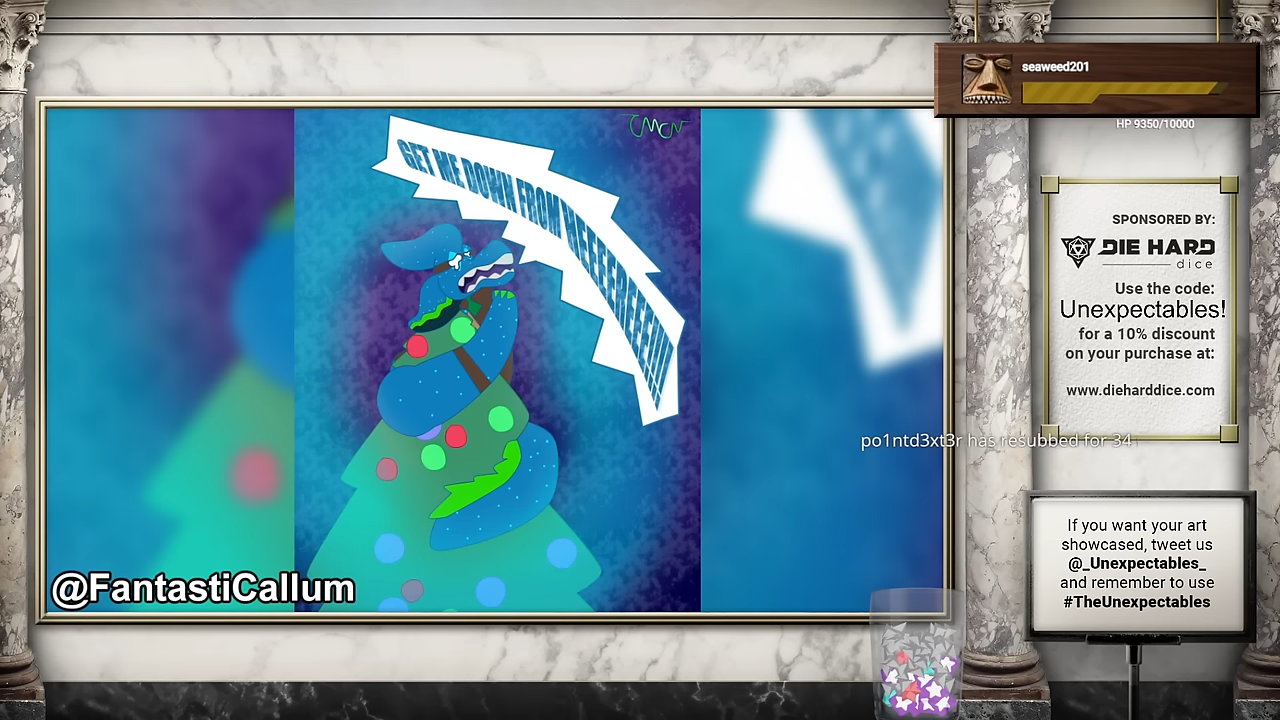 seaweed201
HP 9350/10000
GET ME DOWN FROM
SPONSORED BY:
DIE HARD
dice
Use the code:
Unexpectables!
for a 10% discount
on your purchase at:
www.dieharddice.com
po1ntd3xt3r has resubbed for 34
If you want your art
showcased, tweet us
@_Unexpectables_
and remember to use
#TheUnexpectables
@FantastiCallum